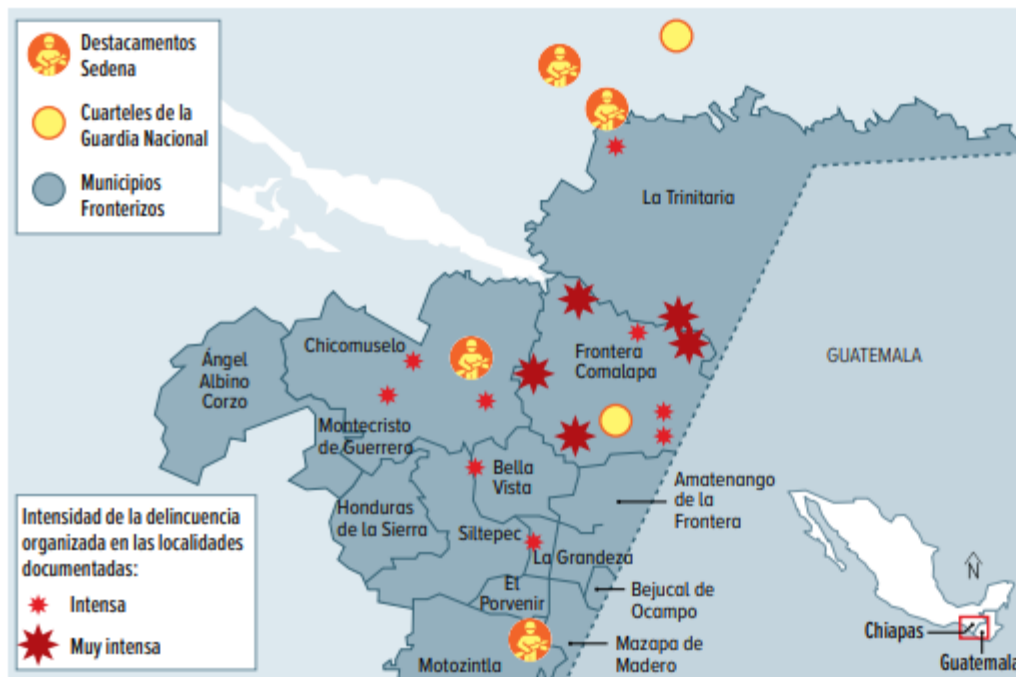 Destacamentos
Sedena
Cuarteles de la
Guardia Nacional
Municipios
Fronterizos
La Trinitaria
Chicomuselo
Ángel
Albino
Corzo
Frontera
Comalapa
GUATEMALA
Montecristo
de Guerrero
Bella
Vista
Amatenango
de la
Frontera
Honduras
de la Sierra
Siltepec
La Grandeza
El
Porvenir
Bejucal de
Ocampo
Mazapa de
Madero
Motozintla
Intensidad de la delincuencia
organizada en las localidades
documentadas:
Intensa
Muy intensa
N
Chiapas
Guatemala